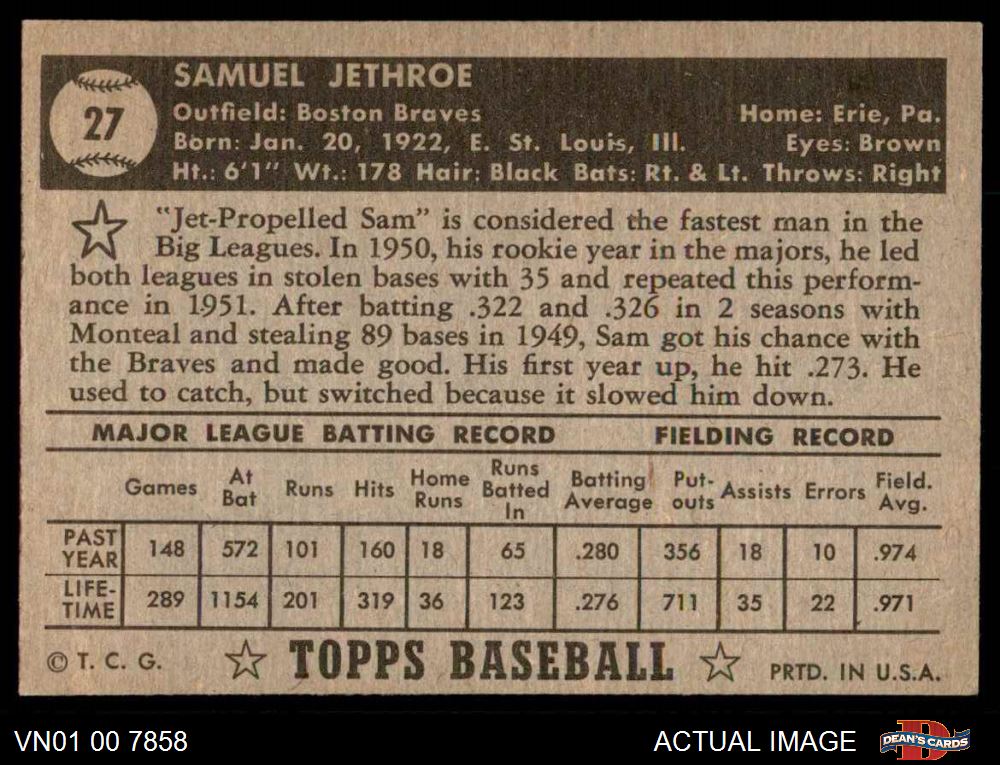 27
SAMUEL JETHROE
Outfield: Boston Braves Home: Erie, Pa.
Born: Jan. 20, 1922, E. St. Louis, Ill. Eyes: Brown
Ht.: 6'1" Wt.: 178 Hair: Black Bats: Rt. & Lt. Throws: Right
"Jet-Propelled Sam" is considered the fastest man in the
Big Leagues. In 1950, his rookie year in the majors, he led
both leagues in stolen bases with 35 and repeated this perform-
ance in 1951. After batting .322 and .326 in 2 seasons with
Monteal and stealing 89 bases in 1949, Sam got his chance with
the Braves and made good. His first year up, he hit .273. He
used to catch, but switched because it slowed him down.
MAJOR LEAGUE BATTING RECORD FIELDING RECORD
Games At Bat Runs Hits Home Runs Runs Batted In Batting Average Put-outs Assists Errors Field. Avg.
PAST YEAR 148 572 101 160 18 65 .280 356 18 10 .974
LIFE-TIME 289 1154 201 319 36 123 .276 711 35 22 .971
© T. C. G. TOPPS BASEBALL PRTD. IN U.S.A.
VN01 00 7858 ACTUAL IMAGE DEAN'S CARDS